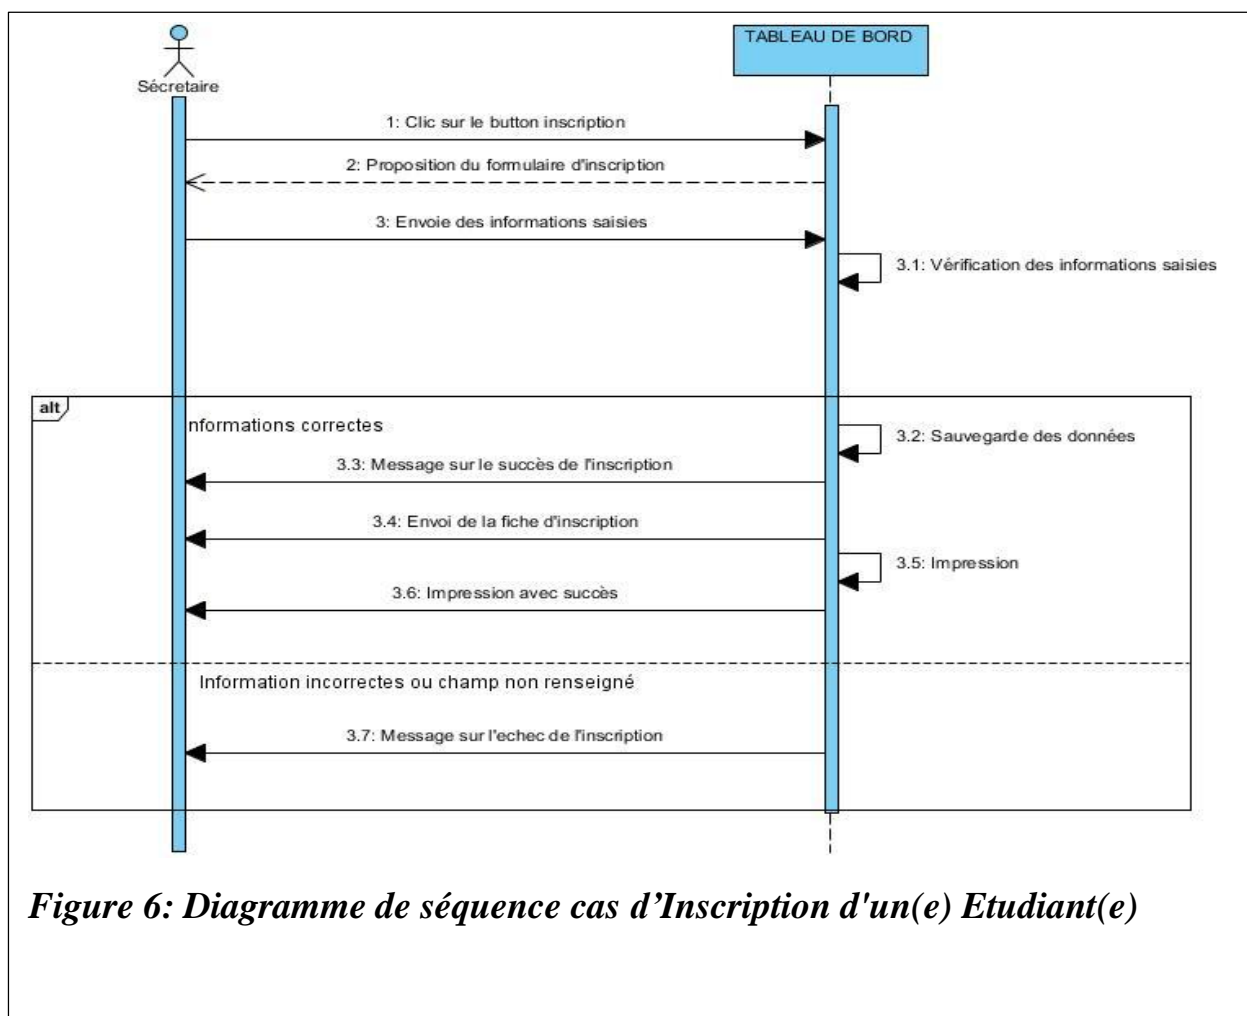 TABLEAU DE BORD
Sécretaire
1: Clic sur le button inscription
2: Proposition du formulaire d'inscription
3: Envoie des informations saisies
3.1: Vérification des informations saisies
alt
nformations correctes
3.2: Sauvegarde des données
3.3: Message sur le succès de l'inscription
3.4: Envoi de la fiche d'inscription
3.5: Impression
3.6: Impression avec succès
Information incorrectes ou champ non renseigné
3.7: Message sur l'echec de l'inscription
Figure 6: Diagramme de séquence cas d’Inscription d'un(e) Etudiant(e)